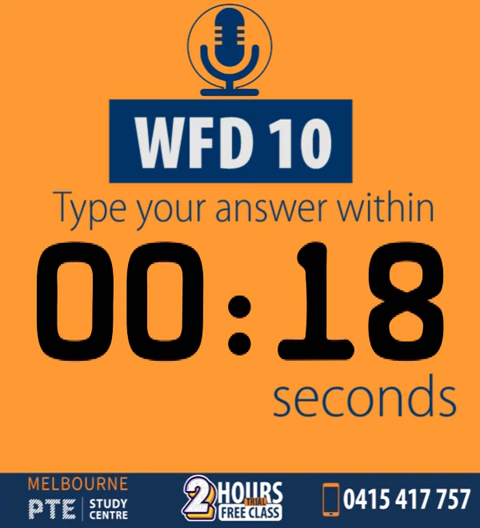 WFD 10
Type your answer within
00:18
seconds
MELBOURNE
PTE STUDY CENTRE
2 HOURS
TRIAL
FREE CLASS
0415 417 757